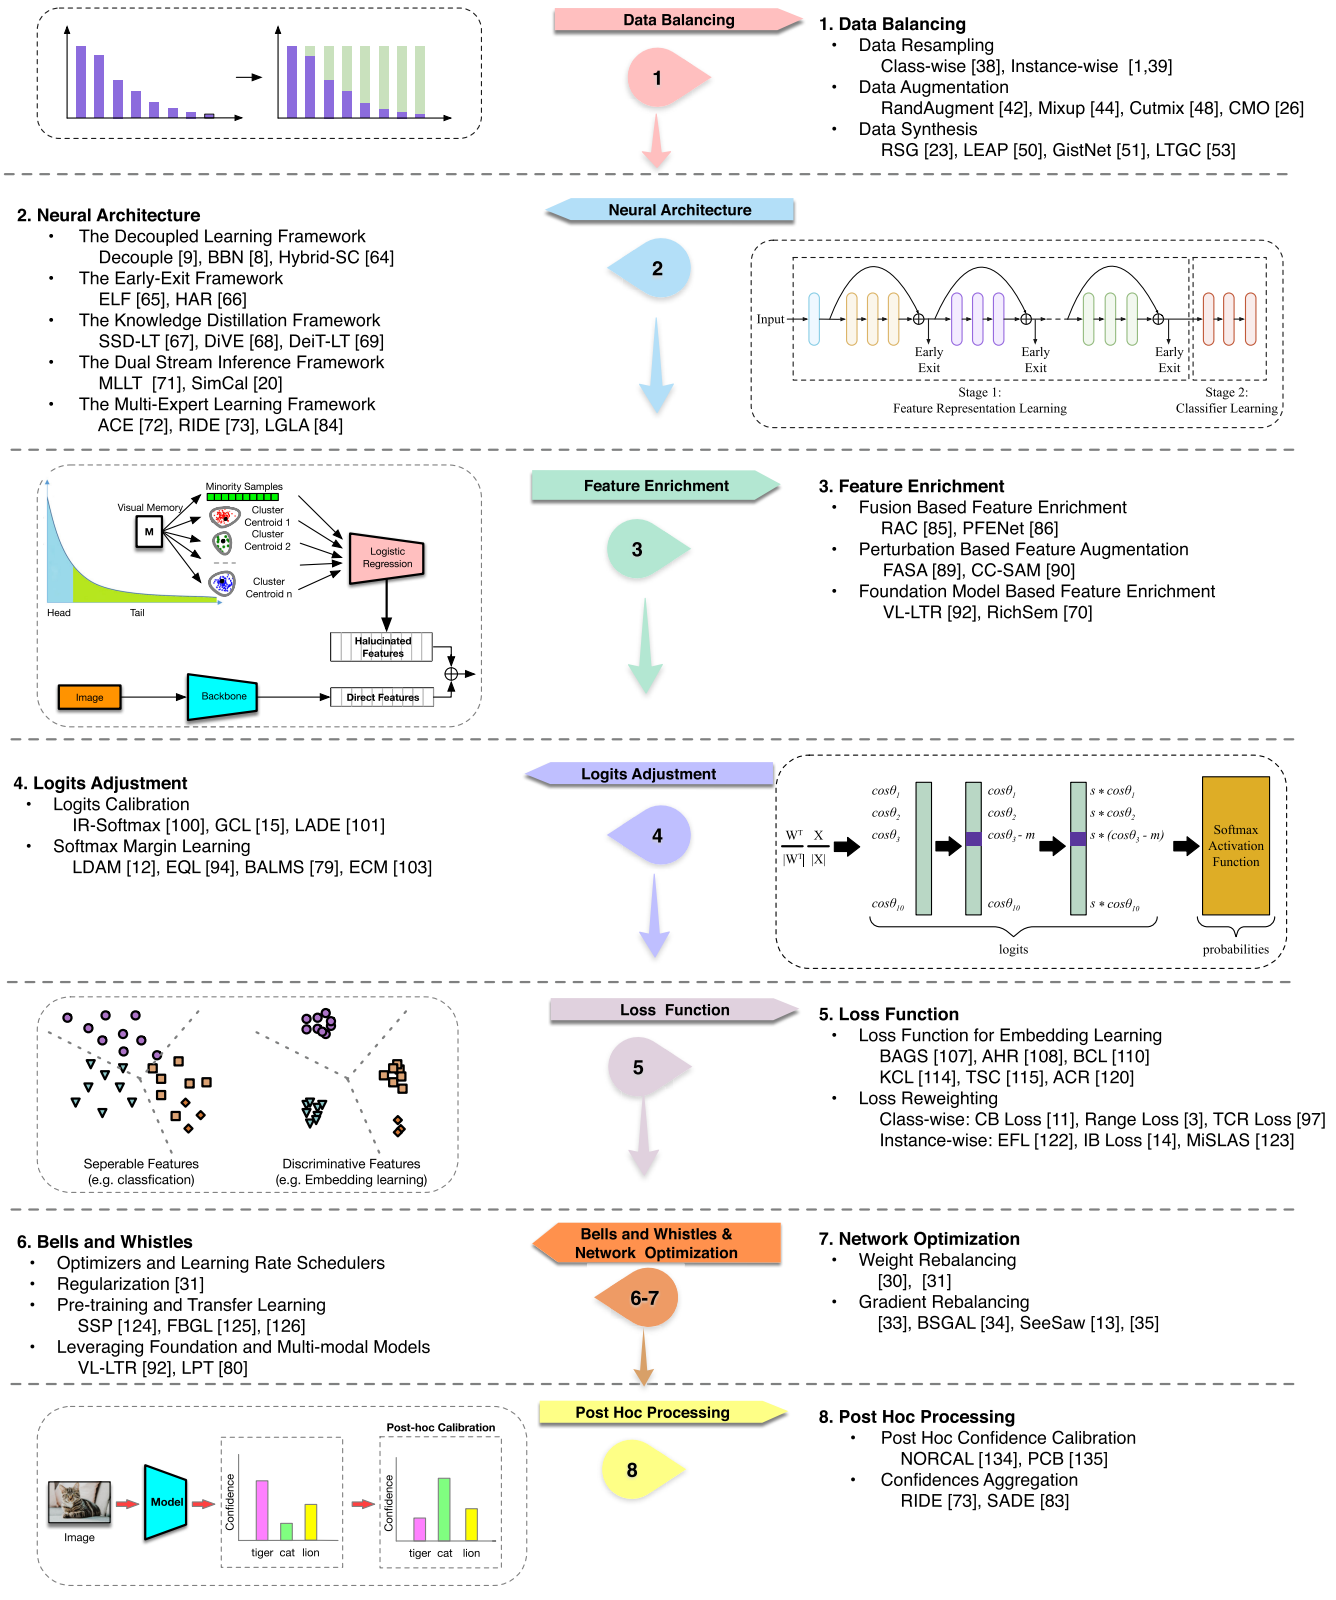 Data Balancing
1
1. Data Balancing
• Data Resampling
Class-wise [38], Instance-wise [1,39]
• Data Augmentation
RandAugment [42], Mixup [44], Cutmix [48], CMO [26]
• Data Synthesis
RSG [23], LEAP [50], GistNet [51], LTGC [53]
2. Neural Architecture
• The Decoupled Learning Framework
Decouple [9], BBN [8], Hybrid-SC [64]
• The Early-Exit Framework
ELF [65], HAR [66]
• The Knowledge Distillation Framework
SSD-LT [67], DiVE [68], DeiT-LT [69]
• The Dual Stream Inference Framework
MLLT [71], SimCal [20]
• The Multi-Expert Learning Framework
ACE [72], RIDE [73], LGLA [84]
Neural Architecture
2
Input
Early
Exit
Early
Exit
Early
Exit
Stage 1:
Feature Representation Learning
Stage 2:
Classifier Learning
Minority Samples
Visual Memory
M
Cluster
Centroid 1
Cluster
Centroid 2
Cluster
Centroid n
Logistic
Regression
Head
Tail
Halucinated
Features
Image
Backbone
Direct Features
Feature Enrichment
3
3. Feature Enrichment
• Fusion Based Feature Enrichment
RAC [85], PFENet [86]
• Perturbation Based Feature Augmentation
FASA [89], CC-SAM [90]
• Foundation Model Based Feature Enrichment
VL-LTR [92], RichSem [70]
4. Logits Adjustment
• Logits Calibration
IR-Softmax [100], GCL [15], LADE [101]
• Softmax Margin Learning
LDAM [12], EQL [94], BALMS [79], ECM [103]
Logits Adjustment
4
Wᵀ X
|Wᵀ| |X|
cosθ₁
cosθ₂
cosθ₃
cosθ₁₀
cosθ₁
cosθ₂
cosθ₃ - m
cosθ₁₀
s * cosθ₁
s * cosθ₂
s * (cosθ₃ - m)
s * cosθ₁₀
Softmax
Activation
Function
logits
probabilities
Seperable Features
(e.g. classfication)
Discriminative Features
(e.g. Embedding learning)
Loss Function
5
5. Loss Function
• Loss Function for Embedding Learning
BAGS [107], AHR [108], BCL [110]
KCL [114], TSC [115], ACR [120]
• Loss Reweighting
Class-wise: CB Loss [11], Range Loss [3], TCR Loss [97]
Instance-wise: EFL [122], IB Loss [14], MiSLAS [123]
6. Bells and Whistles
• Optimizers and Learning Rate Schedulers
• Regularization [31]
• Pre-training and Transfer Learning
SSP [124], FBGL [125], [126]
• Leveraging Foundation and Multi-modal Models
VL-LTR [92], LPT [80]
Bells and Whistles &
Network Optimization
6-7
7. Network Optimization
• Weight Rebalancing
[30], [31]
• Gradient Rebalancing
[33], BSGAL [34], SeeSaw [13], [35]
Image
Model
Confidence
tiger cat lion
Post-hoc Calibration
Confidence
tiger cat lion
Post Hoc Processing
8
8. Post Hoc Processing
• Post Hoc Confidence Calibration
NORCAL [134], PCB [135]
• Confidences Aggregation
RIDE [73], SADE [83]